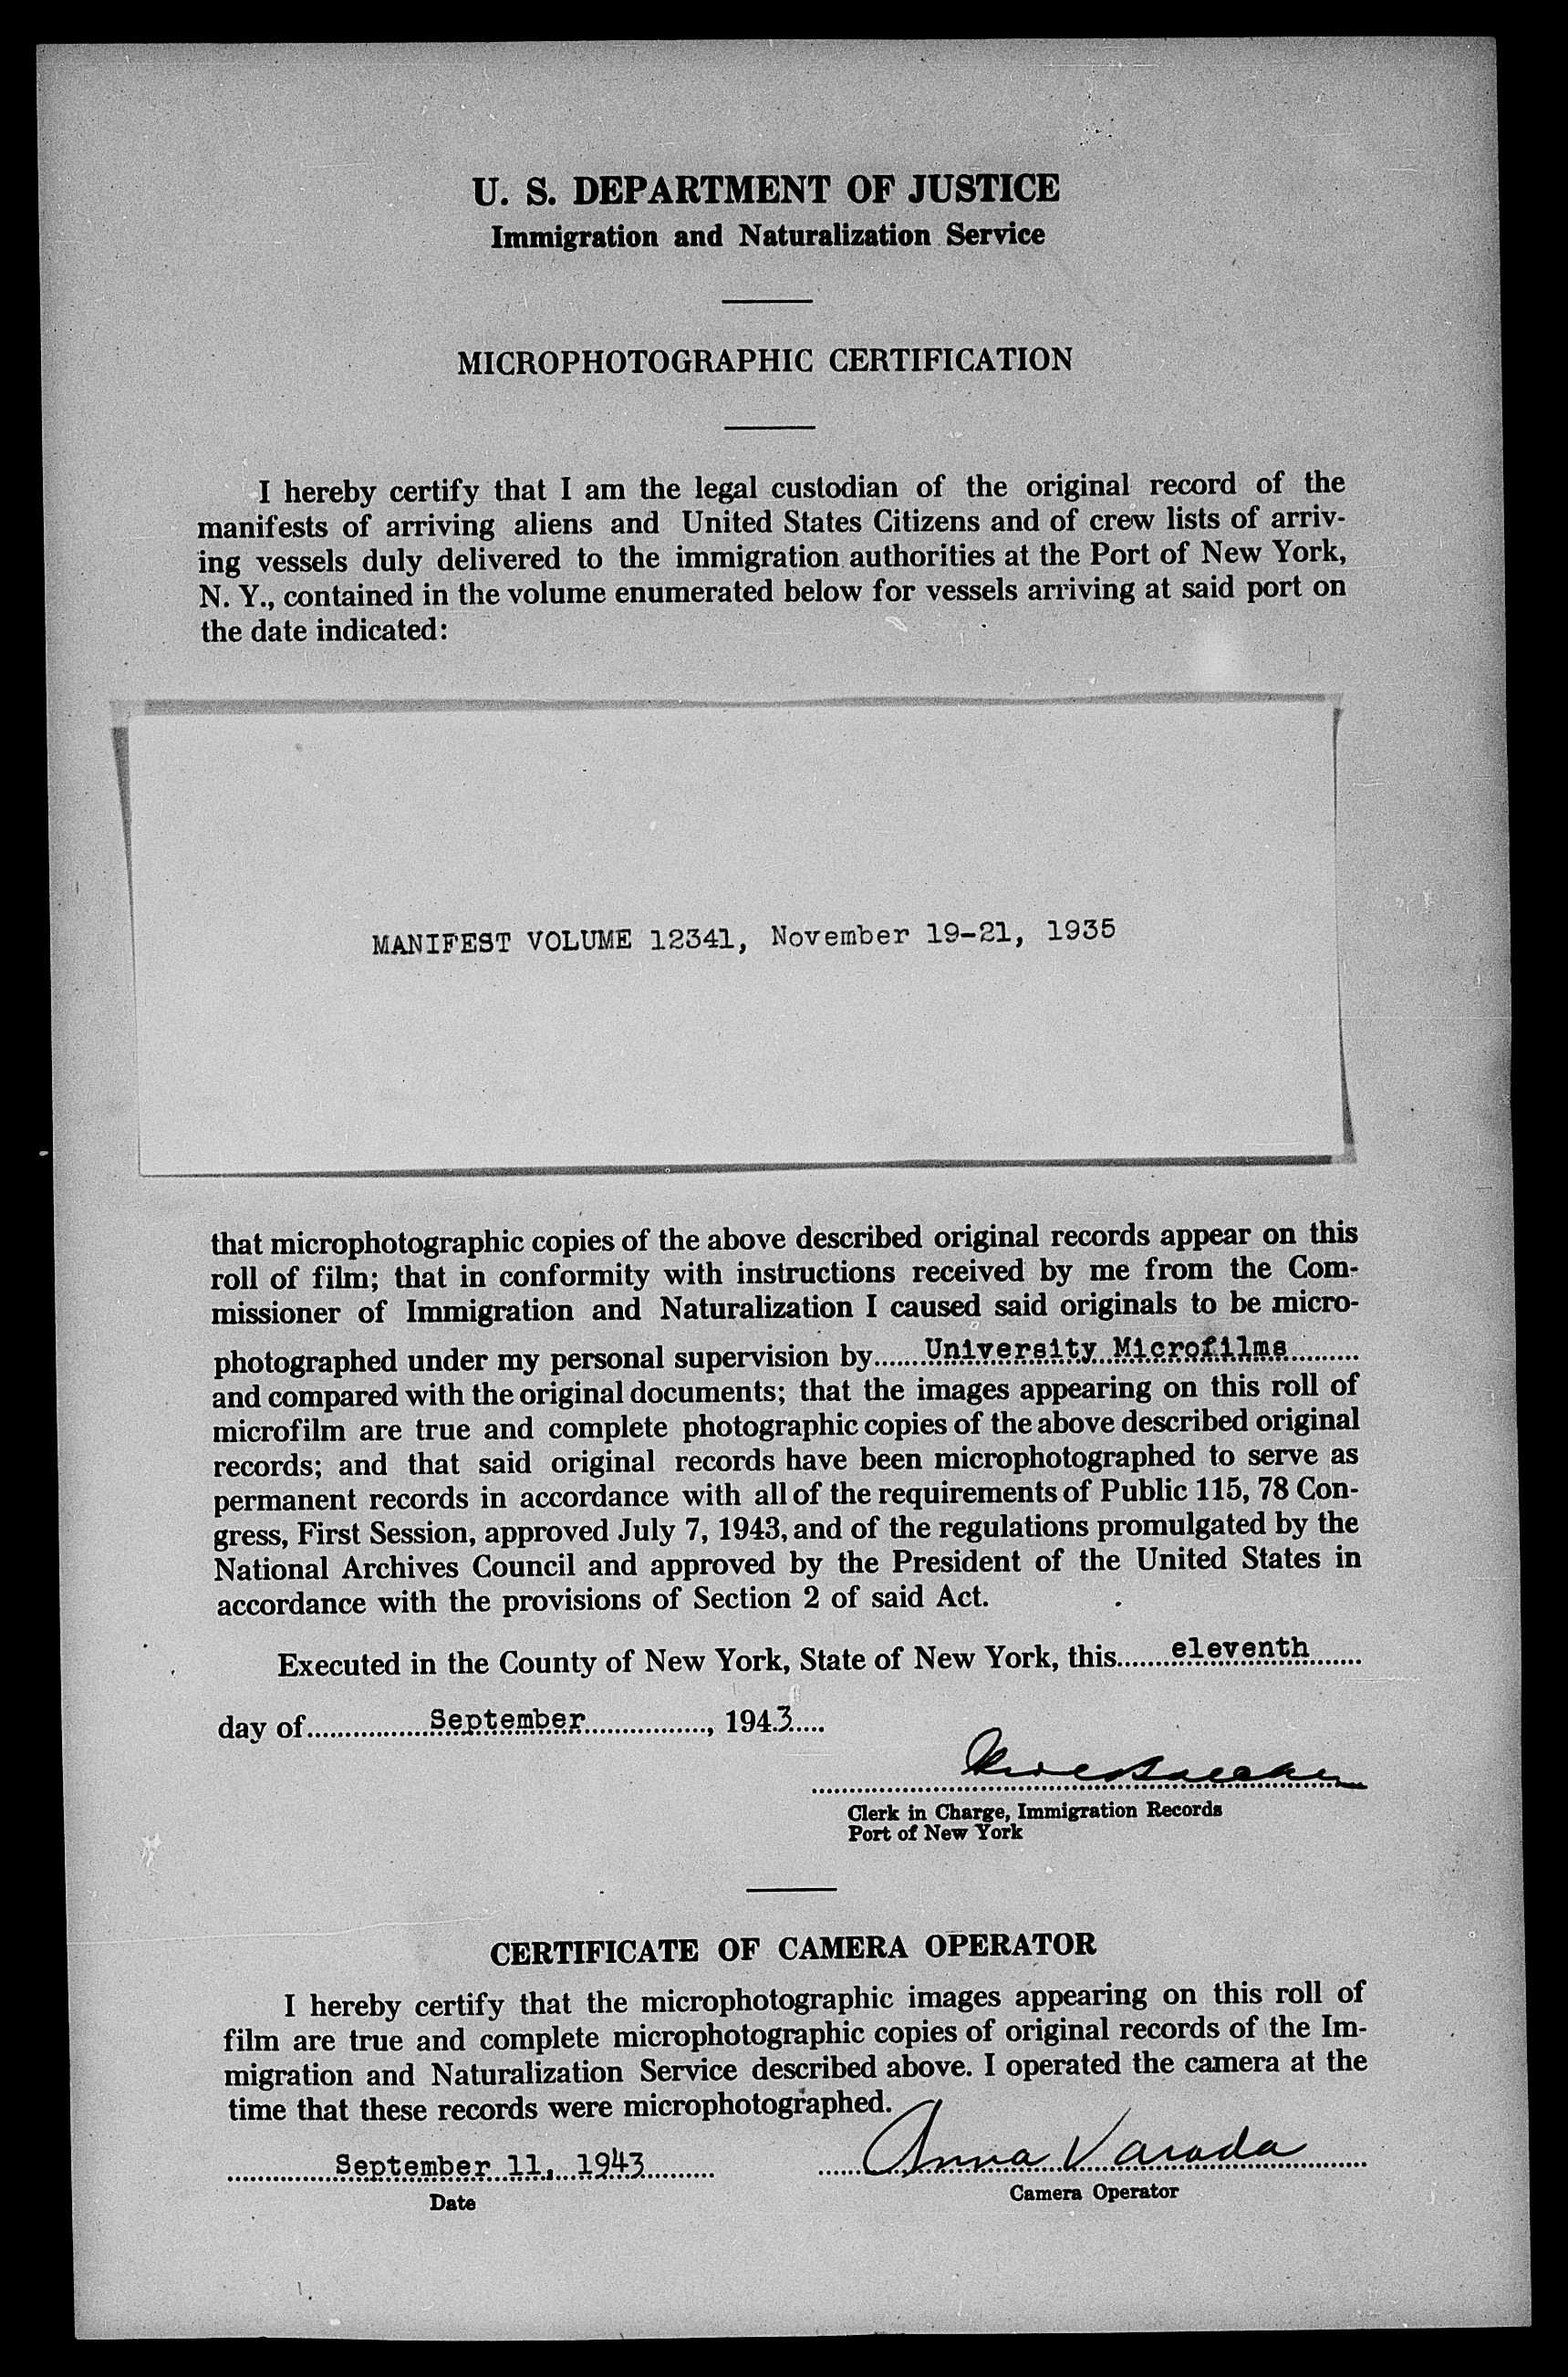 U. S. DEPARTMENT OF JUSTICE
Immigration and Naturalization Service
MICROPHOTOGRAPHIC CERTIFICATION
I hereby certify that I am the legal custodian of the original record of the
manifests of arriving aliens and United States Citizens and of crew lists of arriv-
ing vessels duly delivered to the immigration authorities at the Port of New York,
N. Y., contained in the volume enumerated below for vessels arriving at said port on
the date indicated:
MANIFEST VOLUME 12341, November 19-21, 1935
that microphotographic copies of the above described original records appear on this
roll of film; that in conformity with instructions received by me from the Com-
missioner of Immigration and Naturalization I caused said originals to be micro-
photographed under my personal supervision by University Microfilms
and compared with the original documents; that the images appearing on this roll of
microfilm are true and complete photographic copies of the above described original
records; and that said original records have been microphotographed to serve as
permanent records in accordance with all of the requirements of Public 115, 78 Con-
gress, First Session, approved July 7, 1943, and of the regulations promulgated by the
National Archives Council and approved by the President of the United States in
accordance with the provisions of Section 2 of said Act.
Executed in the County of New York, State of New York, this eleventh
day of September, 1943
Clerk in Charge, Immigration Records
Port of New York
CERTIFICATE OF CAMERA OPERATOR
I hereby certify that the microphotographic images appearing on this roll of
film are true and complete microphotographic copies of original records of the Im-
migration and Naturalization Service described above. I operated the camera at the
time that these records were microphotographed.
September 11, 1943 Anna Varada
Date Camera Operator